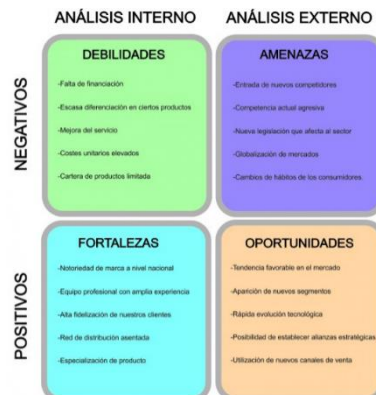 ANÁLISIS INTERNO
ANÁLISIS EXTERNO
NEGATIVOS
DEBILIDADES
-Falta de financiación
-Escasa diferenciación en ciertos productos
-Mejora del servicio
-Costes unitarios elevados
-Cartera de productos limitada
AMENAZAS
-Entrada de nuevos competidores
-Competencia actual agresiva
-Nueva legislación que afecta al sector
-Globalización de mercados
-Cambios de hábitos de los consumidores
POSITIVOS
FORTALEZAS
-Notoriedad de marca a nivel nacional
-Equipo profesional con amplia experiencia
-Alta fidelización de nuestros clientes
-Red de distribución asentada
-Especialización de producto
OPORTUNIDADES
-Tendencia favorable en el mercado
-Aparición de nuevos segmentos
-Rápida evolución tecnológica
-Posibilidad de establecer alianzas estratégicas
-Utilización de nuevos canales de venta